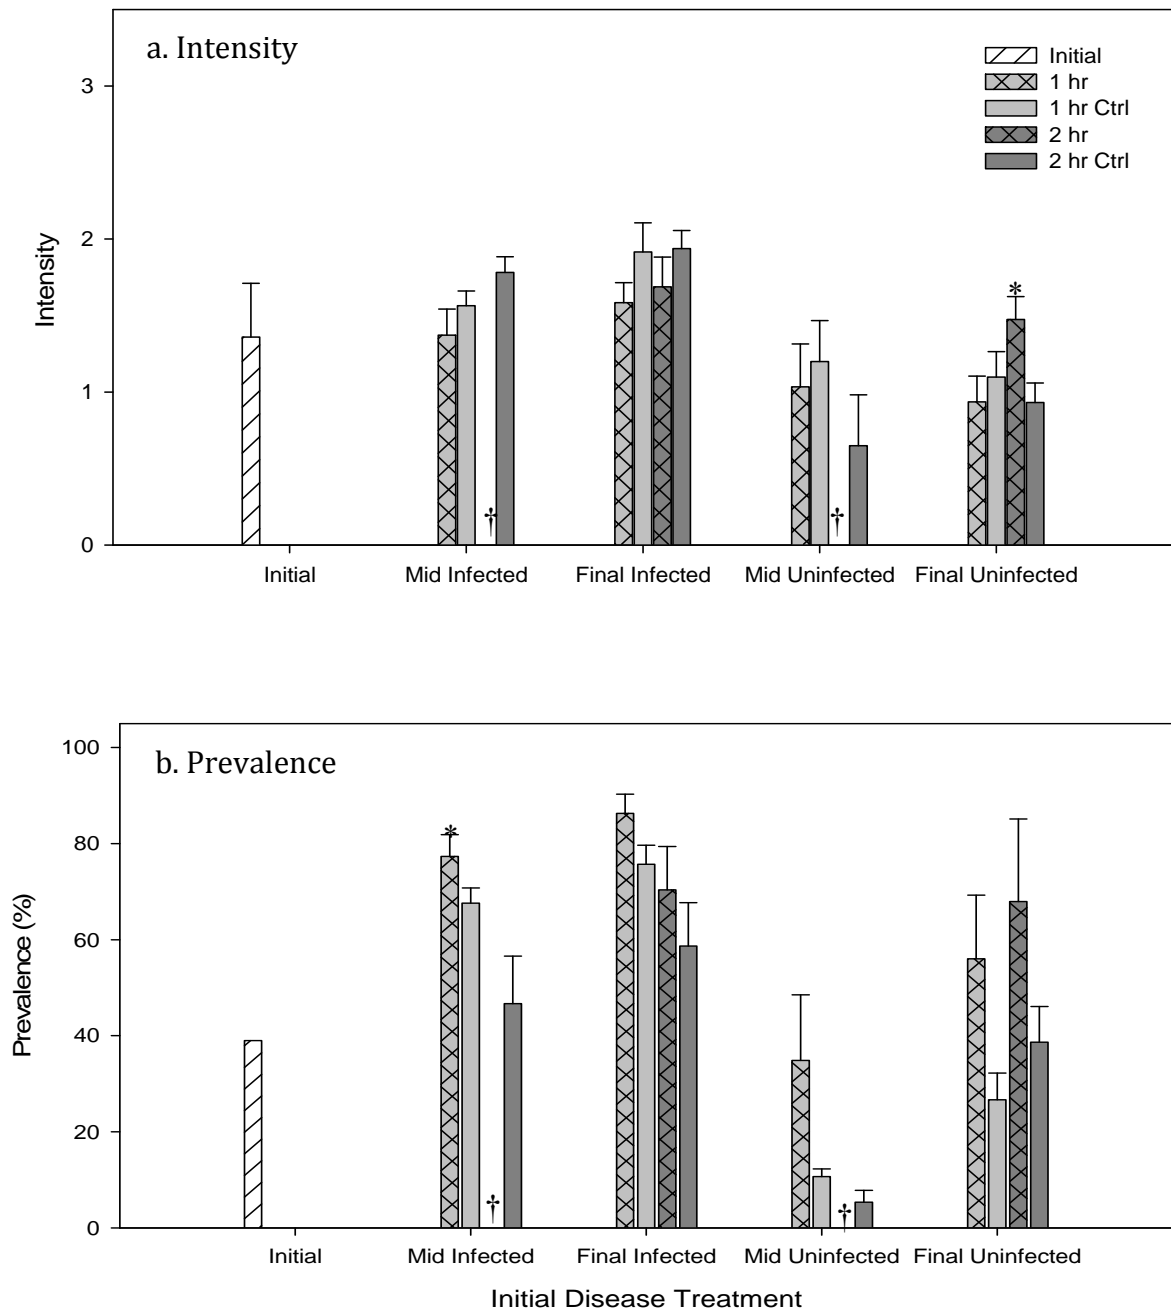 a. Intensity
Initial
1 hr
1 hr Ctrl
2 hr
2 hr Ctrl
3
2
1
0
Intensity
*
†
†
Initial Mid Infected Final Infected Mid Uninfected Final Uninfected
b. Prevalence
100
80
60
40
20
0
Prevalence (%)
*
†
†
Initial Mid Infected Final Infected Mid Uninfected Final Uninfected
Initial Disease Treatment